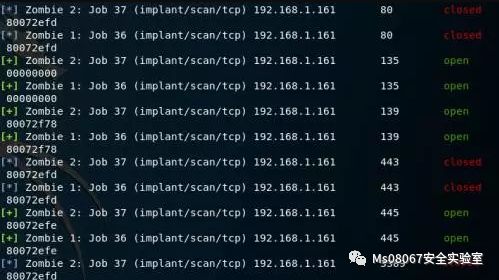 [*] Zombie 2: Job 37 (implant/scan/tcp) 192.168.1.161 80 closed
80072efd
[*] Zombie 1: Job 36 (implant/scan/tcp) 192.168.1.161 80 closed
80072efd
[+] Zombie 2: Job 37 (implant/scan/tcp) 192.168.1.161 135 open
00000000
[+] Zombie 1: Job 36 (implant/scan/tcp) 192.168.1.161 135 open
00000000
[+] Zombie 2: Job 37 (implant/scan/tcp) 192.168.1.161 139 open
80072f78
[+] Zombie 1: Job 36 (implant/scan/tcp) 192.168.1.161 139 open
80072f78
[*] Zombie 2: Job 37 (implant/scan/tcp) 192.168.1.161 443 closed
80072efd
[*] Zombie 1: Job 36 (implant/scan/tcp) 192.168.1.161 443 closed
80072efd
[+] Zombie 2: Job 37 (implant/scan/tcp) 192.168.1.161 445 open
80072efe
[+] Zombie 1: Job 36 (implant/scan/tcp) 192.168.1.161 445 open
80072efe
[*] Zombie 2: Job 37 (implant/scan/tcp) 192.168.1.161
80072efd
Ms08067安全实验室